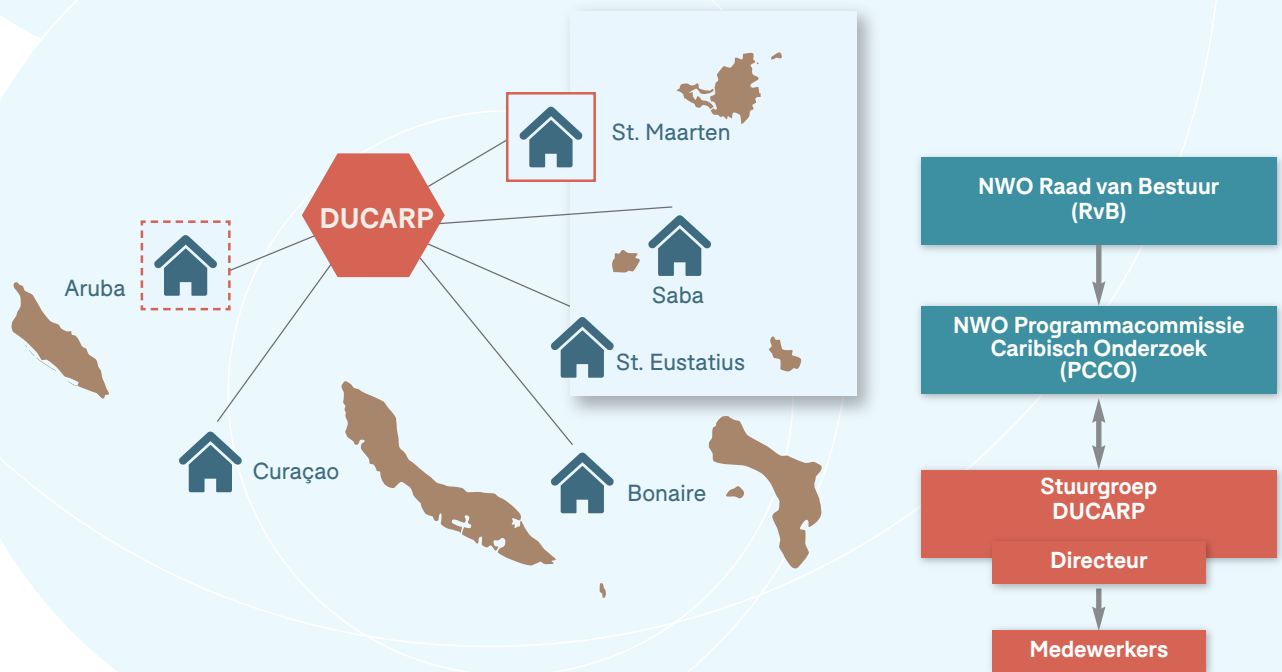 St. Maarten
DUCARP
Aruba
Saba
St. Eustatius
Curaçao
Bonaire
NWO Raad van Bestuur
(RvB)
NWO Programmacommissie
Caribisch Onderzoek
(PCCO)
Stuurgroep
DUCARP
Directeur
Medewerkers